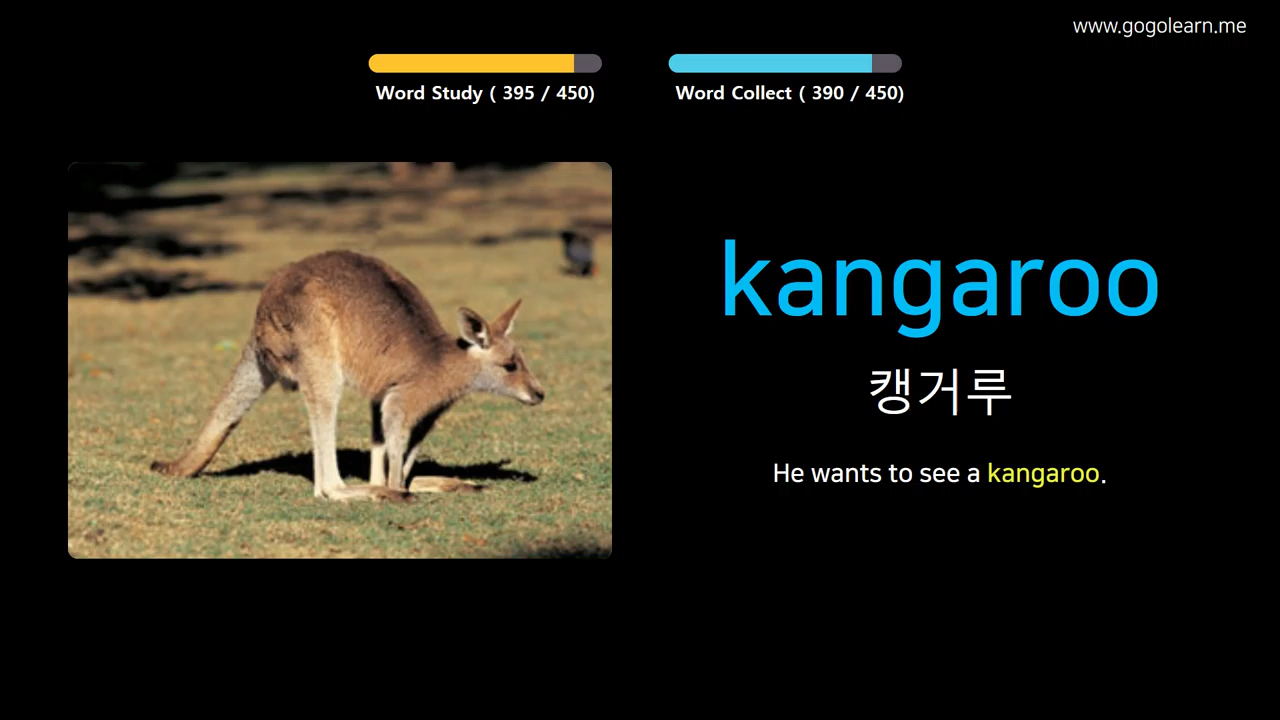 www.gogolearn.me
Word Study ( 395 / 450)
Word Collect ( 390 / 450)
kangaroo
캥거루
He wants to see a kangaroo.